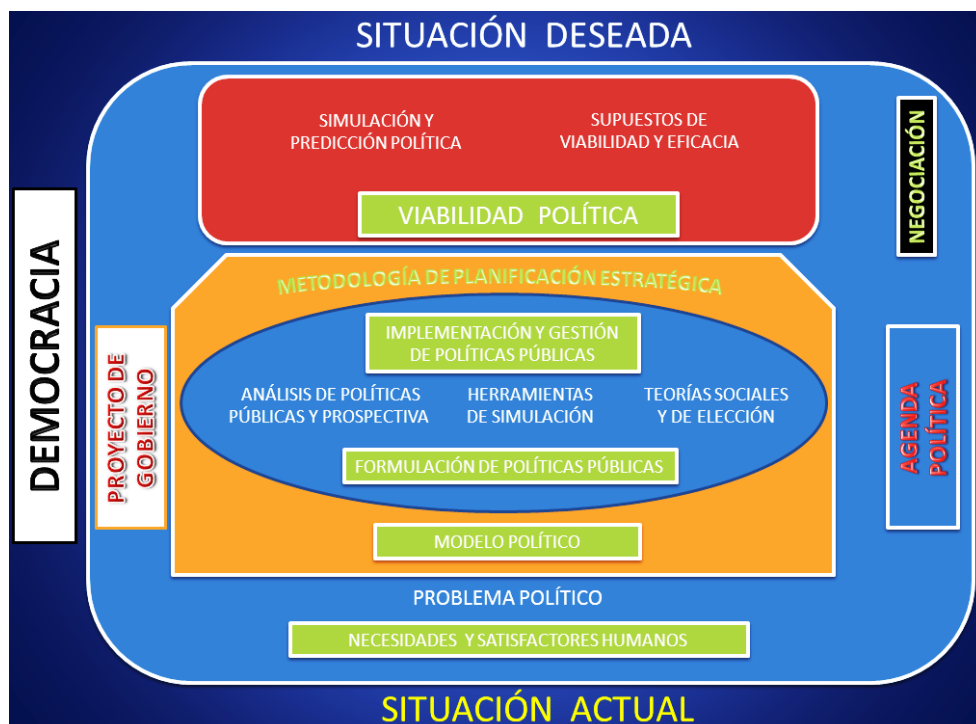 SITUACIÓN DESEADA
SIMULACIÓN Y
PREDICCIÓN POLÍTICA
SUPUESTOS DE
VIABILIDAD Y EFICACIA
VIABILIDAD POLÍTICA
NEGOCIACIÓN
DEMOCRACIA
METODOLOGÍA DE PLANIFICACIÓN ESTRATÉGICA
PROYECTO DE
GOBIERNO
IMPLEMENTACIÓN Y GESTIÓN
DE POLÍTICAS PÚBLICAS
ANÁLISIS DE POLÍTICAS
PÚBLICAS Y PROSPECTIVA
HERRAMIENTAS
DE SIMULACIÓN
TEORÍAS SOCIALES
Y DE ELECCIÓN
FORMULACIÓN DE POLÍTICAS PÚBLICAS
AGENDA
POLÍTICA
MODELO POLÍTICO
PROBLEMA POLÍTICO
NECESIDADES Y SATISFACTORES HUMANOS
SITUACIÓN ACTUAL